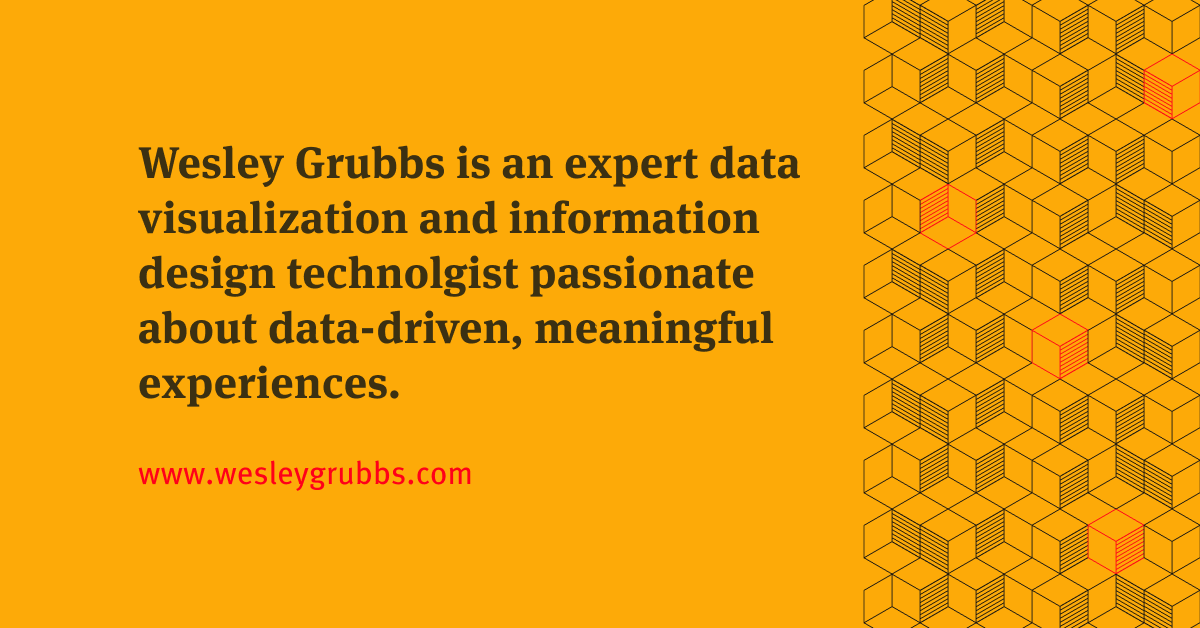 Wesley Grubbs is an expert data
visualization and information
design technolgist passionate
about data-driven, meaningful
experiences.
www.wesleygrubbs.com